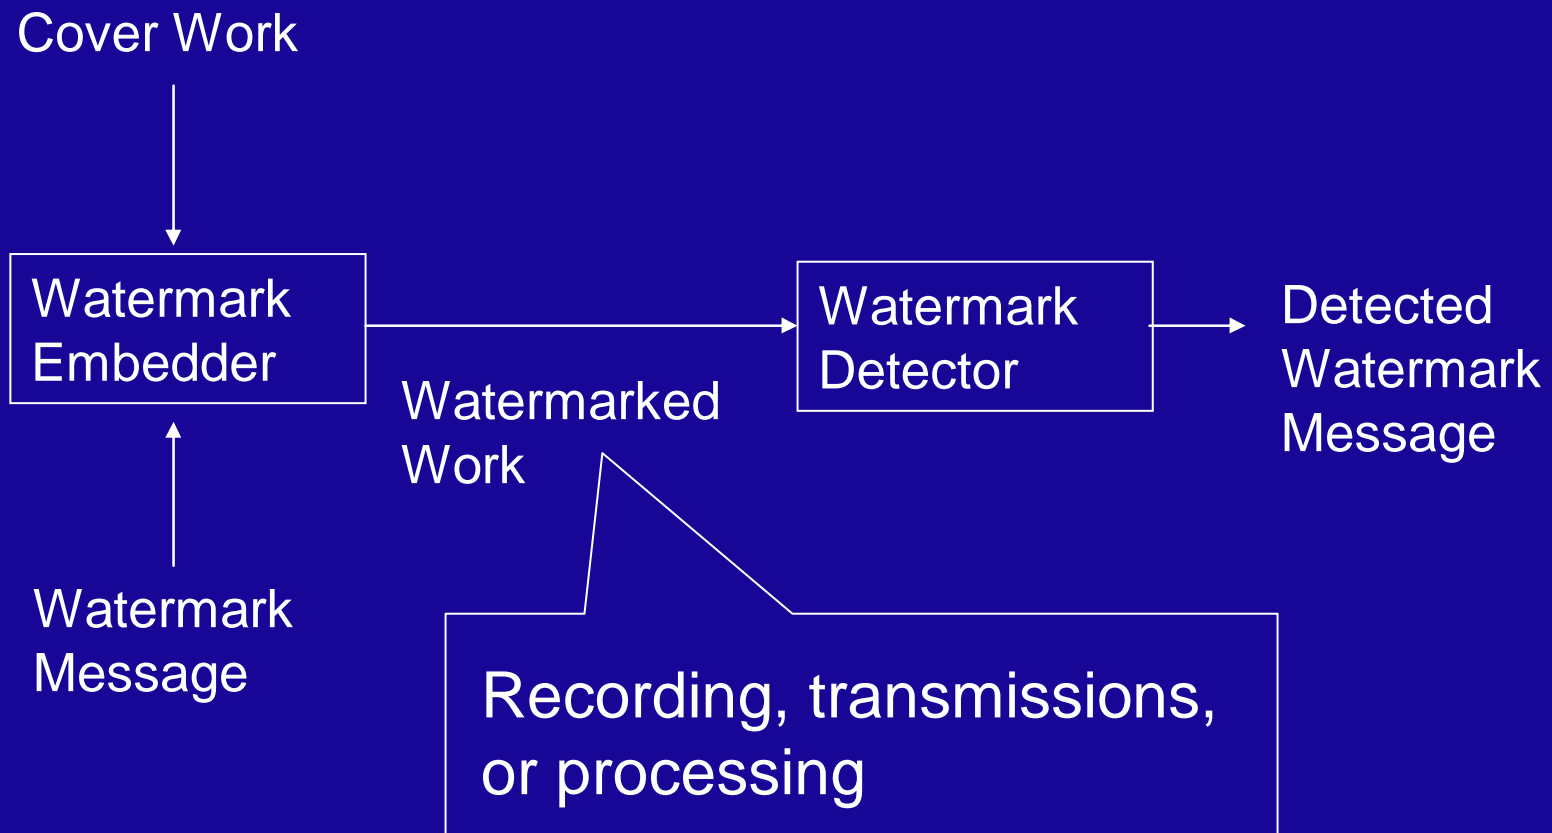 Cover Work
Watermark
Embedder
Watermarked
Work
Watermark
Detector
Detected
Watermark
Message
Watermark
Message
Recording, transmissions,
or processing